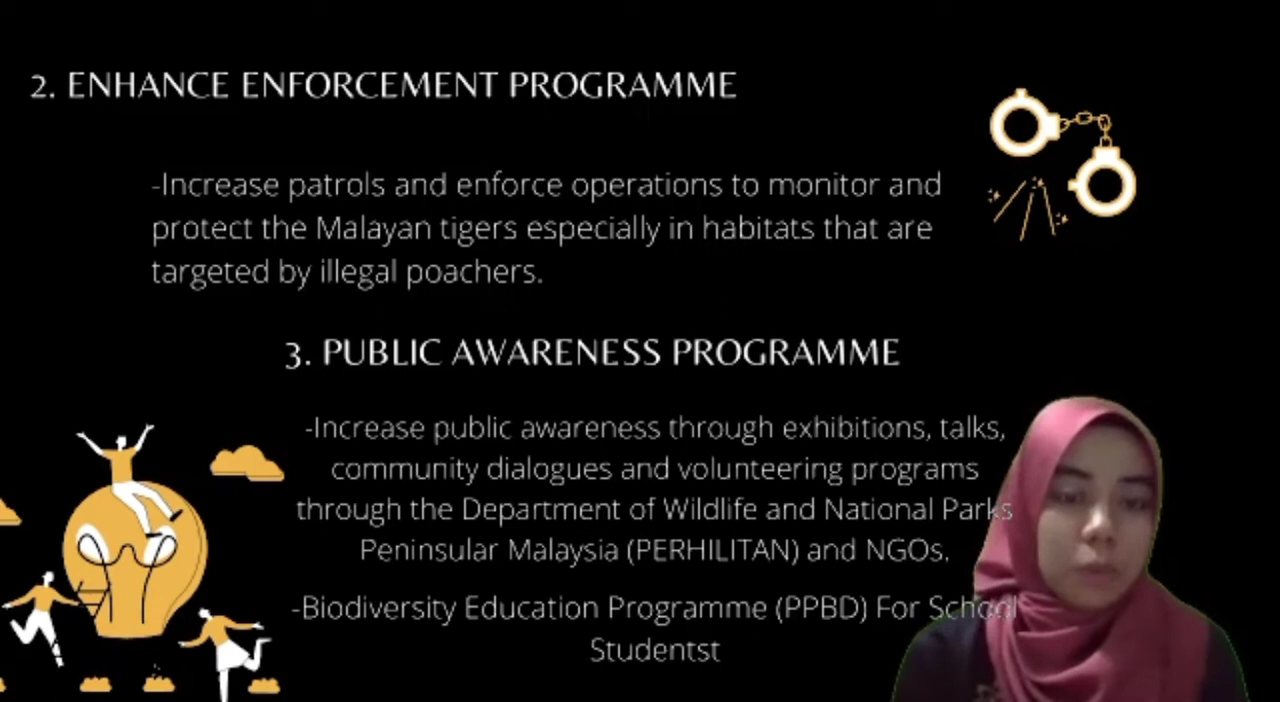 2. ENHANCE ENFORCEMENT PROGRAMME
-Increase patrols and enforce operations to monitor and
protect the Malayan tigers especially in habitats that are
targeted by illegal poachers.
3. PUBLIC AWARENESS PROGRAMME
-Increase public awareness through exhibitions, talks,
community dialogues and volunteering programs
through the Department of Wildlife and National Parks
Peninsular Malaysia (PERHILITAN) and NGOs.
-Biodiversity Education Programme (PPBD) For School
Studentst